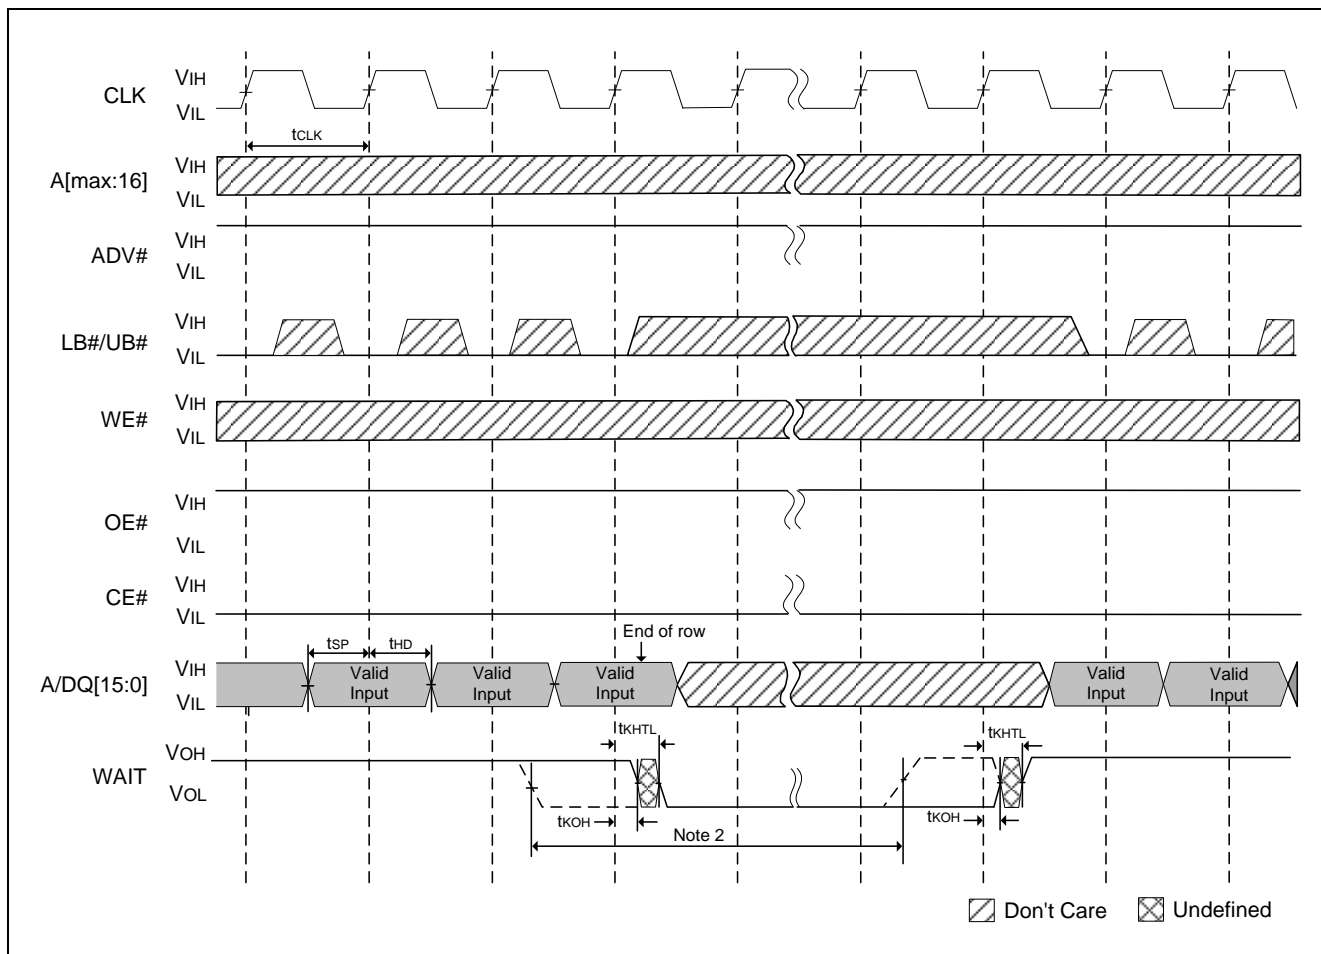 CLK
VIH
VIL
tCLK
A[max:16]
VIH
VIL
ADV#
VIH
VIL
LB#/UB#
VIH
VIL
WE#
VIH
VIL
OE#
VIH
VIL
CE#
VIH
VIL
End of row
tSP
tHD
A/DQ[15:0]
VIH
VIL
Valid
Input
Valid
Input
Valid
Input
Valid
Input
Valid
Input
tKHTL
tKHTL
WAIT
VOH
VOL
tKOH
tKOH
Note 2
Don't Care
Undefined